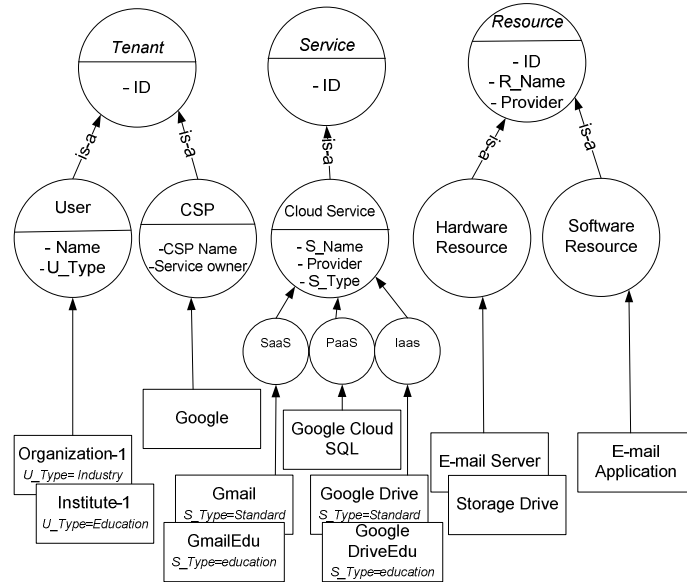 Tenant
- ID
Service
- ID
Resource
- ID
- R_Name
- Provider
is-a
is-a
is-a
is-a
is-a
User
- Name
- U_Type
CSP
-CSP Name
-Service owner
Cloud Service
- S_Name
- Provider
- S_Type
Hardware
Resource
Software
Resource
SaaS
PaaS
Iaas
Google
Google Cloud
SQL
Organization-1
U_Type= Industry
Institute-1
U_Type=Education
Gmail
S_Type=Standard
GmailEdu
S_Type=education
Google Drive
S_Type=Standard
Google
DriveEdu
S_Type=education
E-mail Server
Storage Drive
E-mail
Application